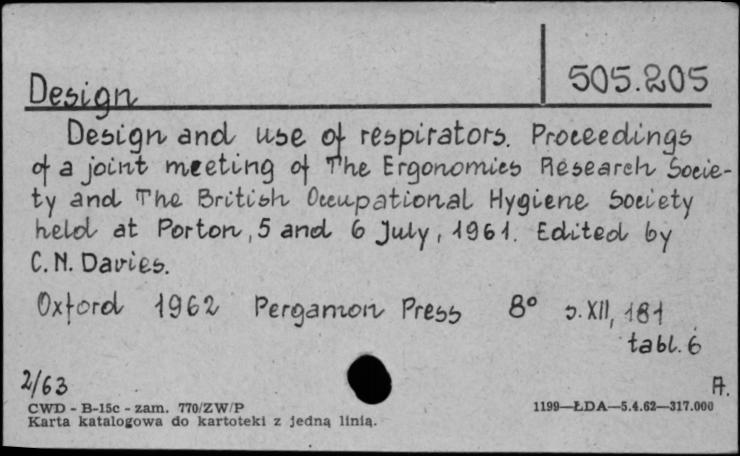 Design 505.205
Design and use of respirators. Proceedings
of a joint meeting of The Ergonomics Research Socie-
ty and The British Occupational Hygiene Society
held at Porton, 5 and 6 July, 1961. Edited by
C.N. Davies.
Oxford 1962 Pergamon Press 8° s. XII, 181
tabl. 6
2/63 A.
CWD - B-15c - zam. 770/ZW/P 1199—ŁDA—5.4.62—317.000
Karta katalogowa do kartoteki z jedną linią.